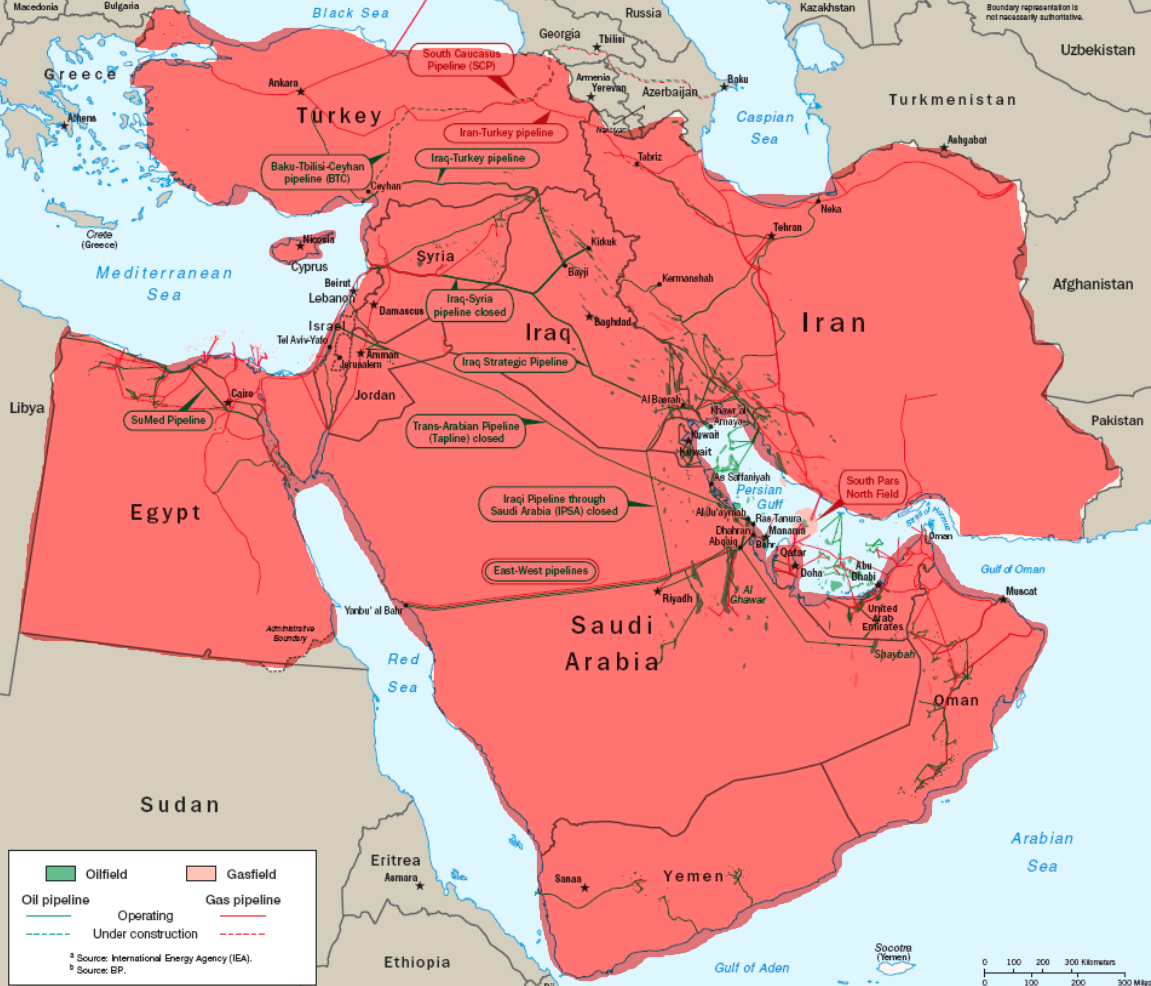 Macedonia
Bulgaria
Black Sea
Russia
Kazakhstan
Boundary representation is
not necessarily authoritative.
Uzbekistan
Georgia
Tbilisi
South Caucasus
Pipeline (SCP)
Greece
Ankara
Armenia
Yerevan
Azerbaijan
Baku
Turkmenistan
Athens
Turkey
Caspian
Sea
Iran-Turkey pipeline
Ashgabat
Baku-Tbilisi-Ceyhan
pipeline (BTC)
Iraq-Turkey pipeline
Tabriz
Ceyhan
Neka
Crete
(Greece)
Nicosia
Cyprus
Tehran
Kirkuk
Syria
Bayji
Mediterranean
Sea
Beirut
Lebanon
Kermanshah
Afghanistan
Damascus
Iraq-Syria
pipeline closed
Israel
Tel Aviv-Yafo
Baghdad
Iraq
Iran
Amman
Jerusalem
Iraq Strategic Pipeline
Libya
Cairo
Jordan
Al Basrah
Khawr al
Amaya
Pakistan
SuMed Pipeline
Trans-Arabian Pipeline
(Tapline) closed
Kuwait
Kuwait
As Saffaniyah
Persian
Gulf
South Pars
North Field
Egypt
Iraqi Pipeline through
Saudi Arabia (IPSA) closed
Al Ju'aymah
Ras Tanura
Dhahran
Manama
Abqaiq
Bahr.
Strait of Hormuz
Oman
Qatar
Doha
Abu
Dhabi
Gulf of Oman
East-West pipelines
Al
Ghawar
Muscat
Yanbu' al Bahr
Riyadh
United
Arab
Emirates
Administrative
Boundary
Saudi
Arabia
Shaybah
Red
Sea
Oman
Sudan
Arabian
Sea
Eritrea
Asmara
Sanaa
Yemen
Oilfield
Gasfield
Oil pipeline
Gas pipeline
Operating
Under construction
a Source: International Energy Agency (IEA).
b Source: BP.
Ethiopia
Gulf of Aden
Socotra
(Yemen)
0 100 200 300 Kilometers
0 100 200 300 Miles